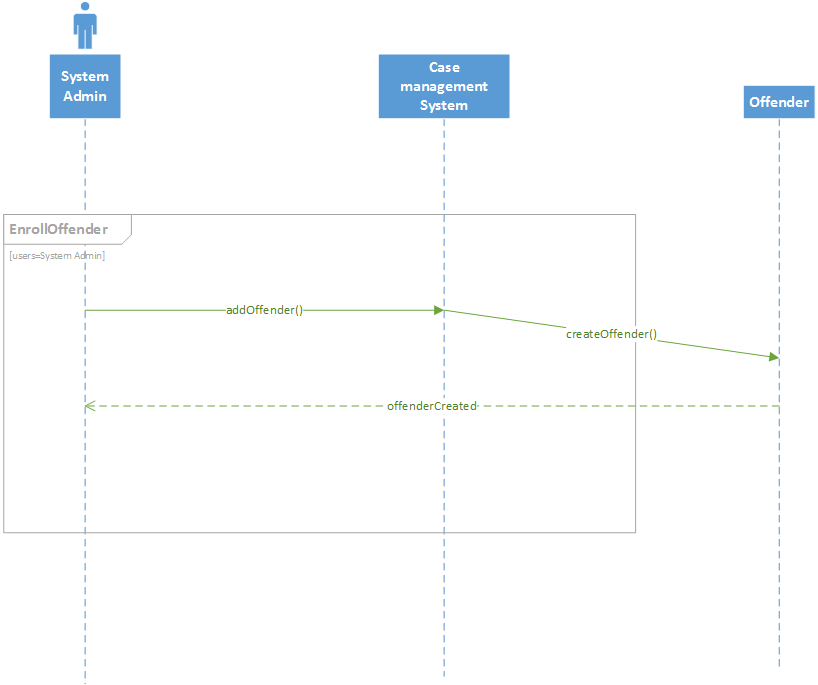 System
Admin
Case
management
System
Offender
EnrollOffender
[users=System Admin]
addOffender()
createOffender()
offenderCreated